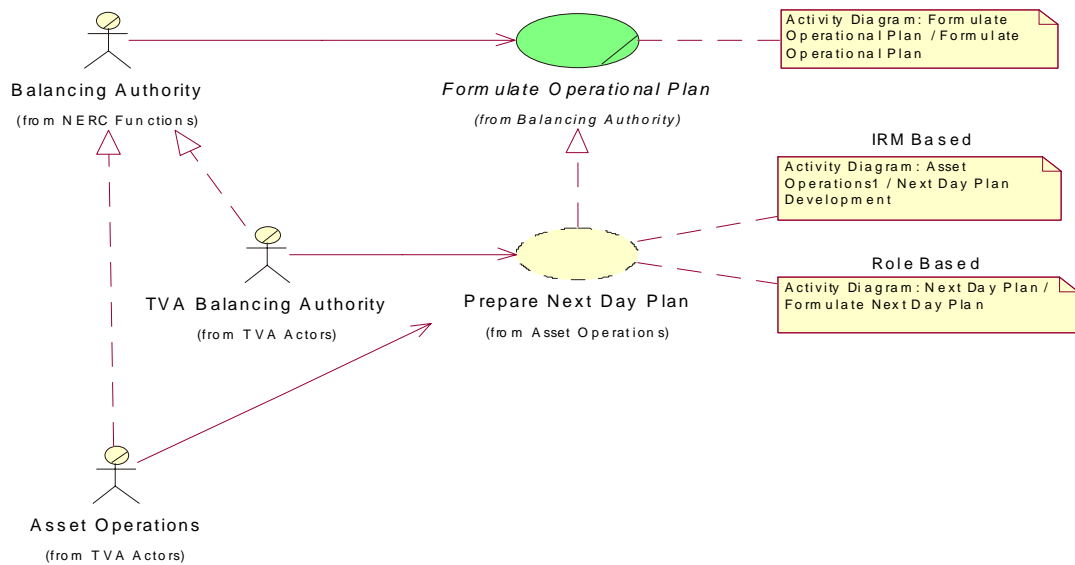 Activity Diagram: Formulate
Operational Plan / Formulate
Operational Plan
Balancing Authority
(from NERC Functions)
Formulate Operational Plan
(from Balancing Authority)
IRM Based
Activity Diagram: Asset
Operations1 / Next Day Plan
Development
TVA Balancing Authority
(from TVA Actors)
Prepare Next Day Plan
(from Asset Operations)
Role Based
Activity Diagram: Next Day Plan /
Formulate Next Day Plan
Asset Operations
(from TVA Actors)